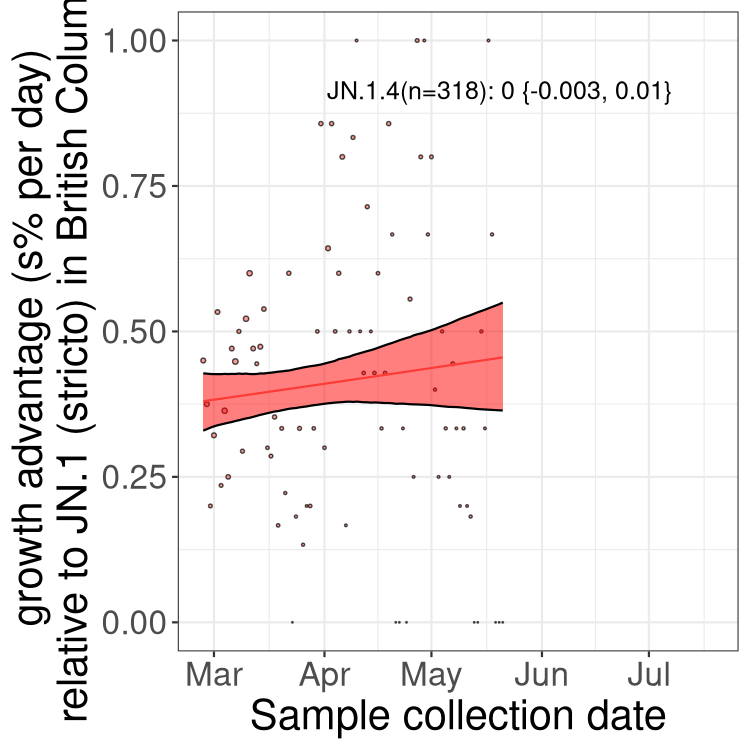 growth advantage (s% per day)
relative to JN.1 (stricto) in British Colum
1.00
0.75
0.50
0.25
0.00
JN.1.4(n=318): 0 {-0.003, 0.01}
Mar Apr May Jun Jul
Sample collection date